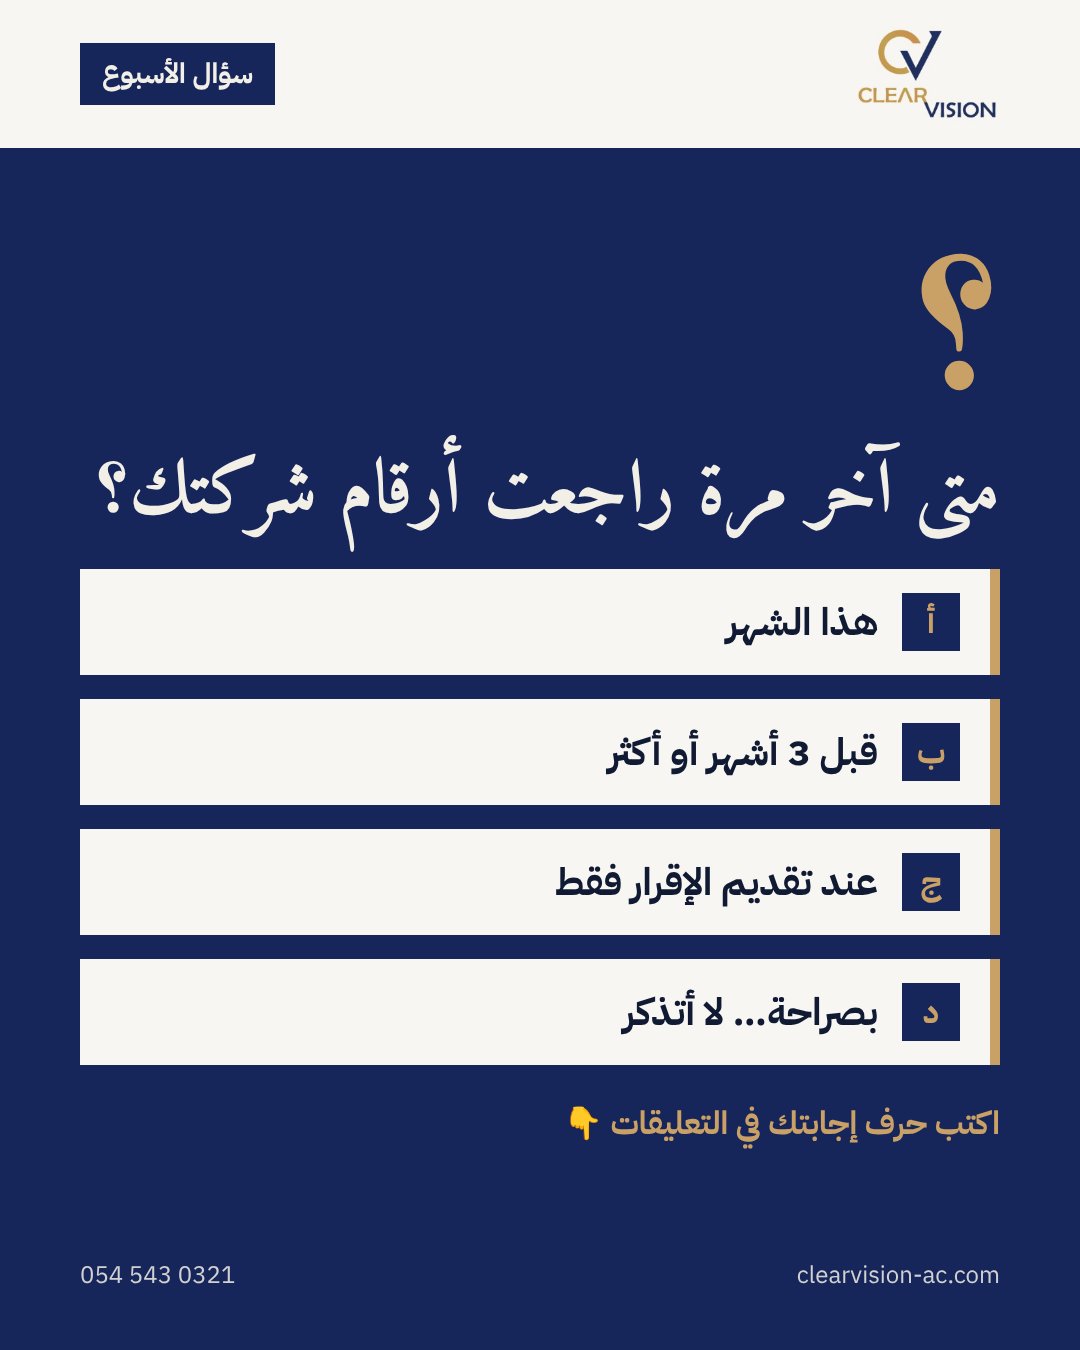 CLEAR
VISION
سؤال الأسبوع
؟
متى آخر مرة راجعت أرقام شركتك؟
أ هذا الشهر
ب قبل 3 أشهر أو أكثر
ج عند تقديم الإقرار فقط
د بصراحة... لا أتذكر
اكتب حرف إجابتك في التعليقات 👇
clearvision-ac.com
054 543 0321